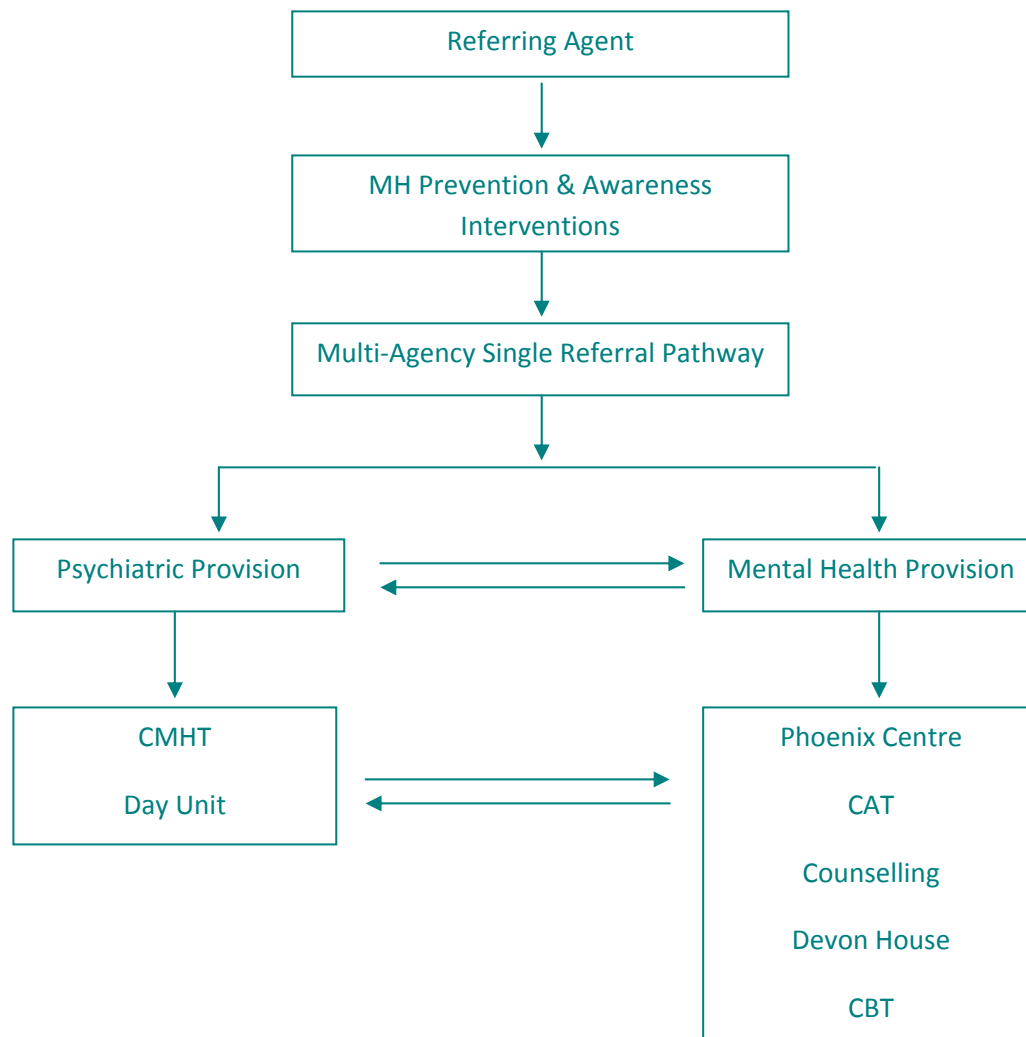 Referring Agent
MH Prevention & Awareness
Interventions
Multi-Agency Single Referral Pathway
Psychiatric Provision
Mental Health Provision
CMHT
Day Unit
Phoenix Centre
CAT
Counselling
Devon House
CBT